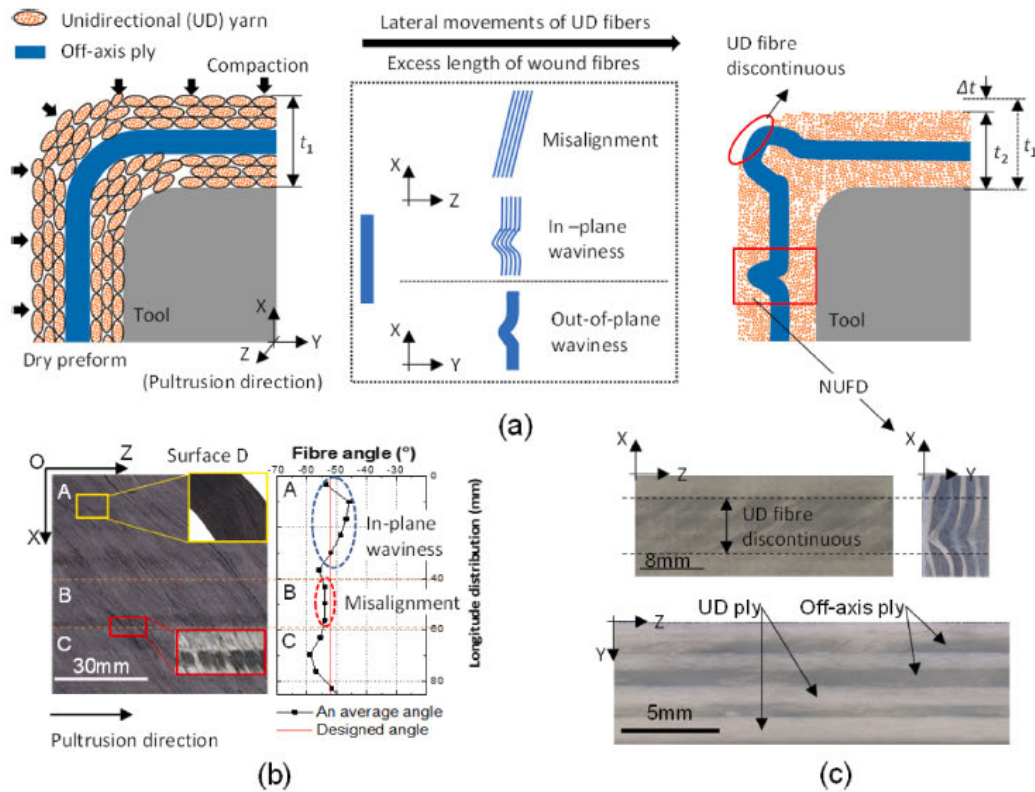 Unidirectional (UD) yarn
Off-axis ply
Compaction
t₁
Tool
X
Y
Z
Dry preform
(Pultrusion direction)
Lateral movements of UD fibers
Excess length of wound fibres
Misalignment
X
Z
In –plane
waviness
Out-of-plane
waviness
X
Y
UD fibre
discontinuous
Δt
t₂
t₁
Tool
NUFD
(a)
O
Z
X
Surface D
A
B
C
30mm
Pultrusion direction
Fibre angle (°)
-70 -60 -50 -40 -30 -20 -10
0
40
60
80
Longitude distribution (mm)
A
In-plane
waviness
B
Misalignment
C
An average angle
Designed angle
(b)
X
Z
UD fibre
discontinuous
8mm
X
Y
UD ply
Off-axis ply
Z
Y
5mm
(c)